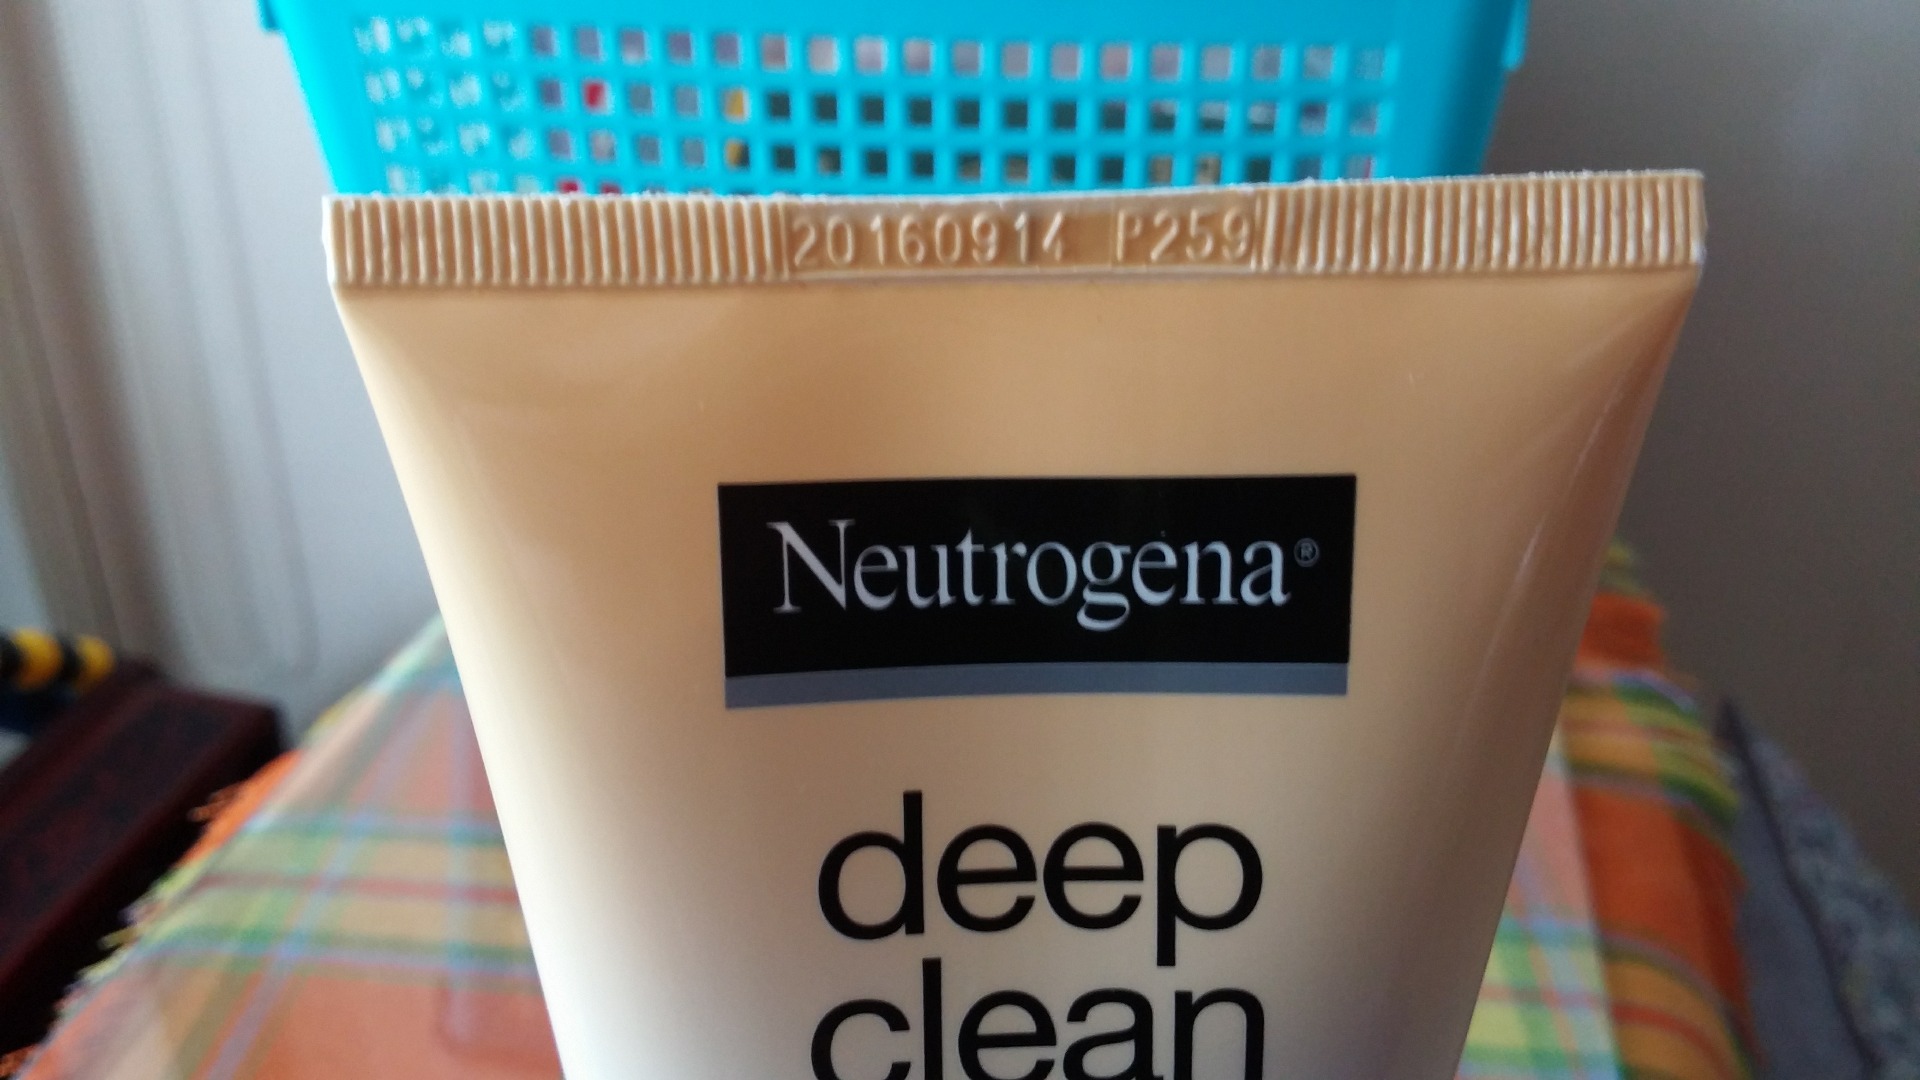 20160914 P259
Neutrogena®
deep
clean